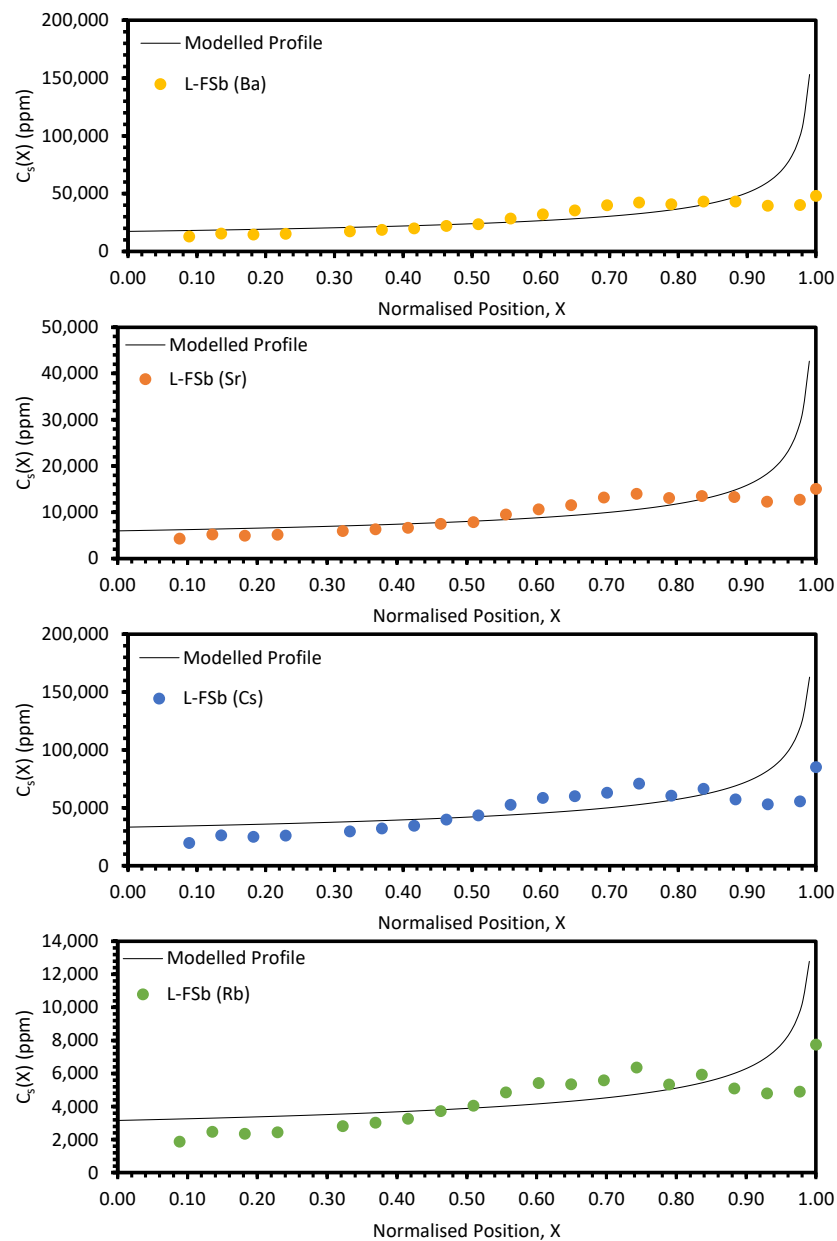 200,000
150,000
100,000
50,000
0
Cₛ(X) (ppm)
Modelled Profile
L-FSb (Ba)
0.00 0.10 0.20 0.30 0.40 0.50 0.60 0.70 0.80 0.90 1.00
Normalised Position, X
50,000
40,000
30,000
20,000
10,000
0
Cₛ(X) (ppm)
Modelled Profile
L-FSb (Sr)
0.00 0.10 0.20 0.30 0.40 0.50 0.60 0.70 0.80 0.90 1.00
Normalised Position, X
200,000
150,000
100,000
50,000
0
Cₛ(X) (ppm)
Modelled Profile
L-FSb (Cs)
0.00 0.10 0.20 0.30 0.40 0.50 0.60 0.70 0.80 0.90 1.00
Normalised Position, X
14,000
12,000
10,000
8,000
6,000
4,000
2,000
0
Cₛ(X) (ppm)
Modelled Profile
L-FSb (Rb)
0.00 0.10 0.20 0.30 0.40 0.50 0.60 0.70 0.80 0.90 1.00
Normalised Position, X